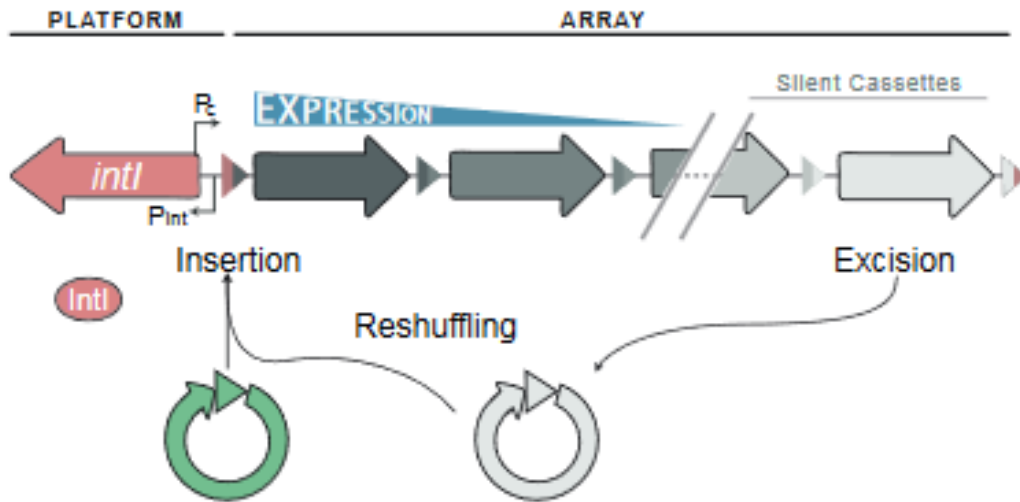 PLATFORM
ARRAY
Silent Cassettes
Pc
EXPRESSION
intI
Pint
Insertion
Excision
IntI
Reshuffling